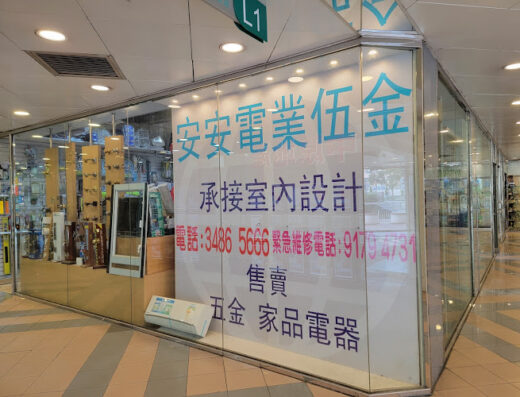 L1
安安電業伍金
承接室內設計
電話:3486 5666 緊急維修電話:9179 4731
售賣
五金 家品電器